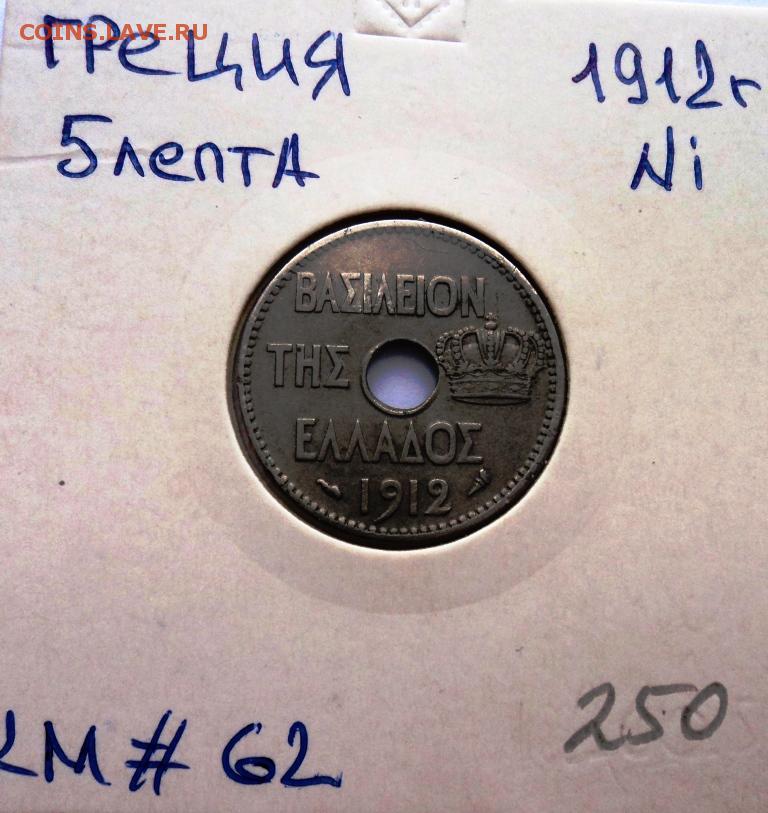 COINS.LAVE.RU
ГРЕЦИЯ 1912г
5лепта Ni
ΒΑΣΙΛΕΙΟΝ
ΤΗΣ
ΕΛΛΑΔΟΣ
1912
KM # 62 250